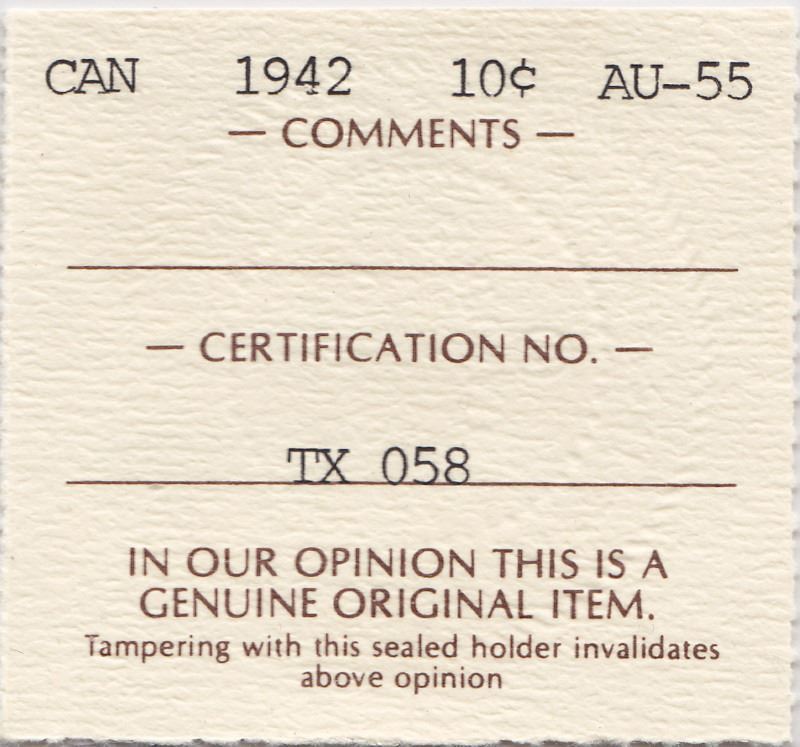 CAN 1942 10¢ AU-55
— COMMENTS —
— CERTIFICATION NO. —
TX 058
IN OUR OPINION THIS IS A
GENUINE ORIGINAL ITEM.
Tampering with this sealed holder invalidates
above opinion